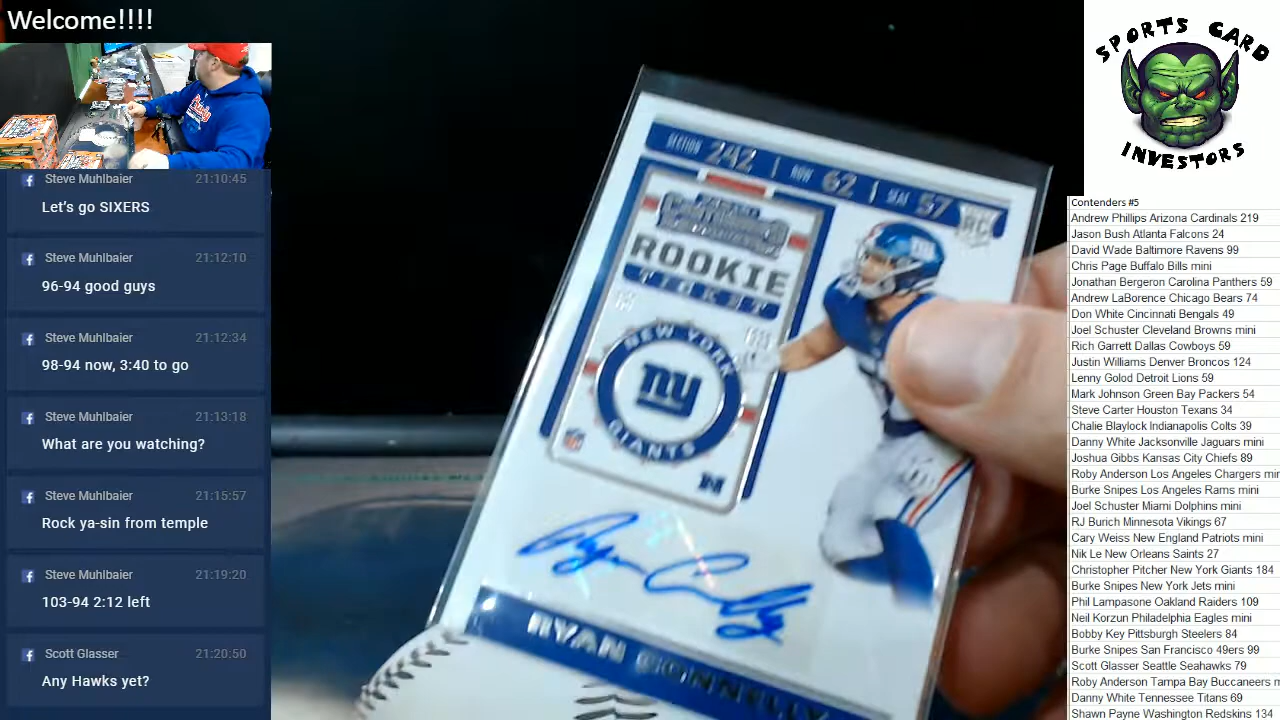 Welcome!!!!
Steve Muhlbaier 21:10:45
Let's go SIXERS
Steve Muhlbaier 21:12:10
96-94 good guys
Steve Muhlbaier 21:12:34
98-94 now, 3:40 to go
Steve Muhlbaier 21:13:18
What are you watching?
Steve Muhlbaier 21:15:57
Rock ya-sin from temple
Steve Muhlbaier 21:19:20
103-94 2:12 left
Scott Glasser 21:20:50
Any Hawks yet?
SECTION 242 | ROW 62 | SEAT 57
RC
PANINI
CONTENDERS
ROOKIE
TICKET
NEW YORK
NY
GIANTS
Ryan Connelly
RYAN CONNELLY
SPORTS CARD
INVESTORS
Contenders #5
Andrew Phillips Arizona Cardinals 219
Jason Bush Atlanta Falcons 24
David Wade Baltimore Ravens 99
Chris Page Buffalo Bills mini
Jonathan Bergeron Carolina Panthers 59
Andrew LaBorence Chicago Bears 74
Don White Cincinnati Bengals 49
Joel Schuster Cleveland Browns mini
Rich Garrett Dallas Cowboys 59
Justin Williams Denver Broncos 124
Lenny Golod Detroit Lions 59
Mark Johnson Green Bay Packers 54
Steve Carter Houston Texans 34
Chalie Blaylock Indianapolis Colts 39
Danny White Jacksonville Jaguars mini
Joshua Gibbs Kansas City Chiefs 89
Roby Anderson Los Angeles Chargers mir
Burke Snipes Los Angeles Rams mini
Joel Schuster Miami Dolphins mini
RJ Burich Minnesota Vikings 67
Cary Weiss New England Patriots mini
Nik Le New Orleans Saints 27
Christopher Pitcher New York Giants 184
Burke Snipes New York Jets mini
Phil Lampasone Oakland Raiders 109
Neil Korzun Philadelphia Eagles mini
Bobby Key Pittsburgh Steelers 84
Burke Snipes San Francisco 49ers 99
Scott Glasser Seattle Seahawks 79
Roby Anderson Tampa Bay Buccaneers m
Danny White Tennessee Titans 69
Shawn Payne Washington Redskins 134